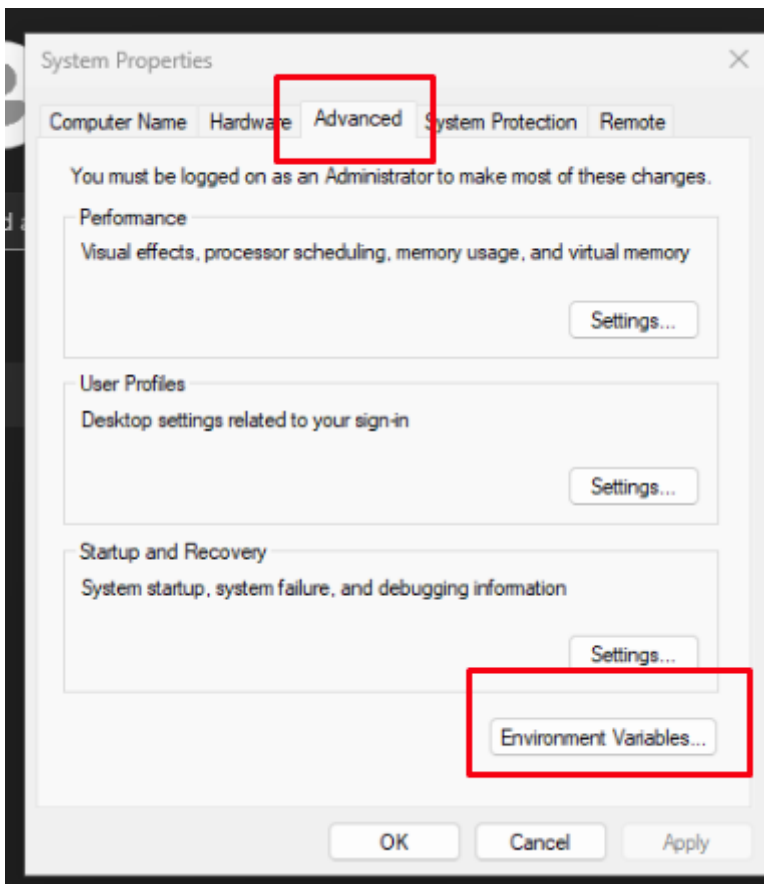 System Properties
Computer Name Hardware Advanced System Protection Remote
You must be logged on as an Administrator to make most of these changes.
Performance
Visual effects, processor scheduling, memory usage, and virtual memory
Settings...
User Profiles
Desktop settings related to your sign-in
Settings...
Startup and Recovery
System startup, system failure, and debugging information
Settings...
Environment Variables...
OK Cancel Apply